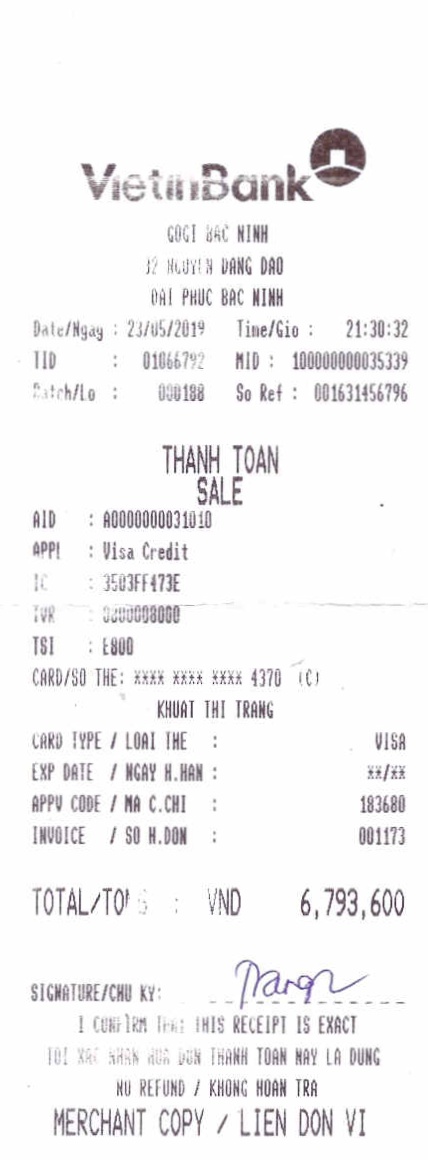 VietinBank
GOGI BAC NINH
32 NGUYEN DANG DAO
DAI PHUC BAC NINH
Date/Ngay : 23/05/2019 Time/Gio : 21:30:32
TID : 01066792 MID : 100000000035339
Batch/Lo : 000188 So Ref : 001631456796
THANH TOAN
SALE
AID : A0000000031010
APP! : Visa Credit
TC : 3503FF473E
TVR : 0800008000
TSI : E800
CARD/SO THE: XXXX XXXX XXXX 4370 (C)
KHUAT THI TRANG
CARD TYPE / LOAI THE : VISA
EXP DATE / NGAY H.HAN : XX/XX
APPV CODE / MA C.CHI : 183680
INVOICE / SO H.DON : 001173
TOTAL/TONG : VND 6,793,600
Trang
SIGNATURE/CHU KY:
I CONFIRM THAT THIS RECEIPT IS EXACT
TOI XAC NHAN HOA DON THANH TOAN NAY LA DUNG
NO REFUND / KHONG HOAN TRA
MERCHANT COPY / LIEN DON VI